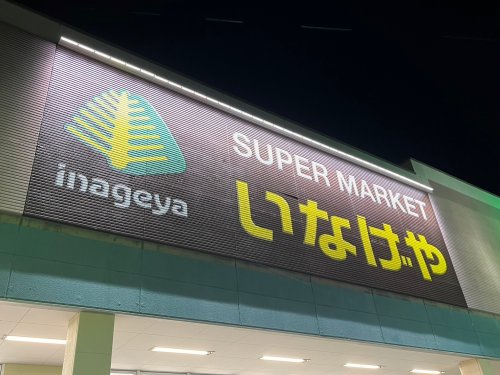 inageya
SUPER MARKET
いなげや